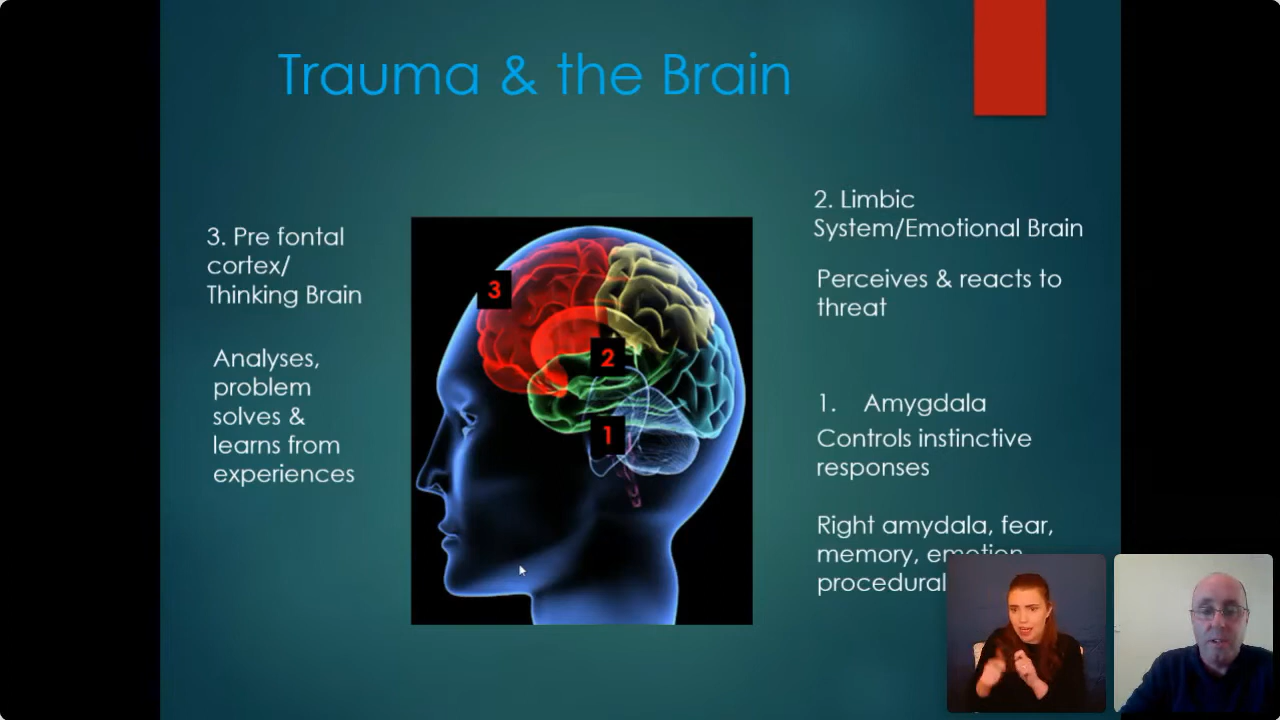 Trauma & the Brain
3. Pre fontal
cortex/
Thinking Brain
Analyses,
problem
solves &
learns from
experiences
3
2
1
2. Limbic
System/Emotional Brain
Perceives & reacts to
threat
1. Amygdala
Controls instinctive
responses
Right amydala, fear,
memory, emotion
procedural